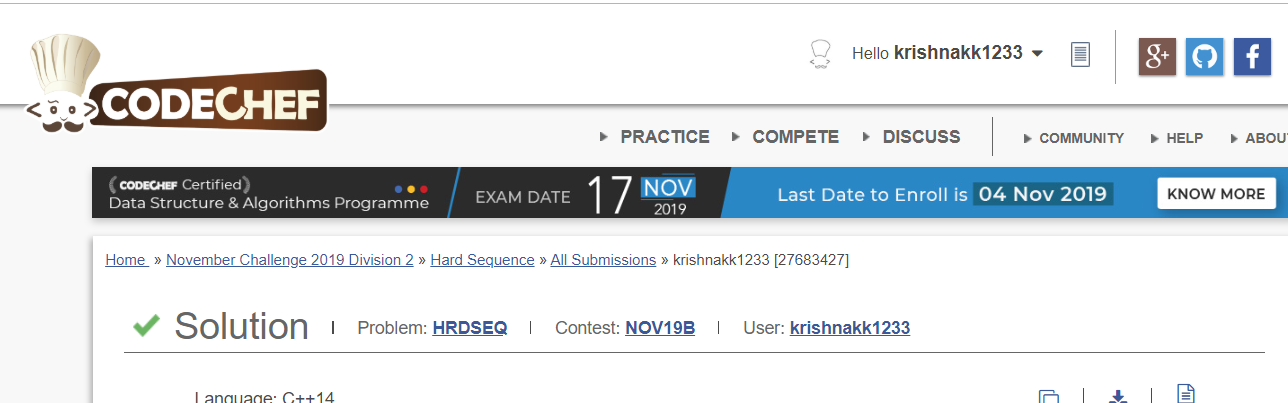 Hello krishnakk1233
g+
f
CODECHEF
PRACTICE COMPETE DISCUSS COMMUNITY HELP ABOU
(CODECHEF Certified)
Data Structure & Algorithms Programme
EXAM DATE 17 NOV 2019
Last Date to Enroll is 04 Nov 2019 KNOW MORE
Home » November Challenge 2019 Division 2 » Hard Sequence » All Submissions » krishnakk1233 [27683427]
Solution | Problem: HRDSEQ | Contest: NOV19B | User: krishnakk1233
Language: C++14